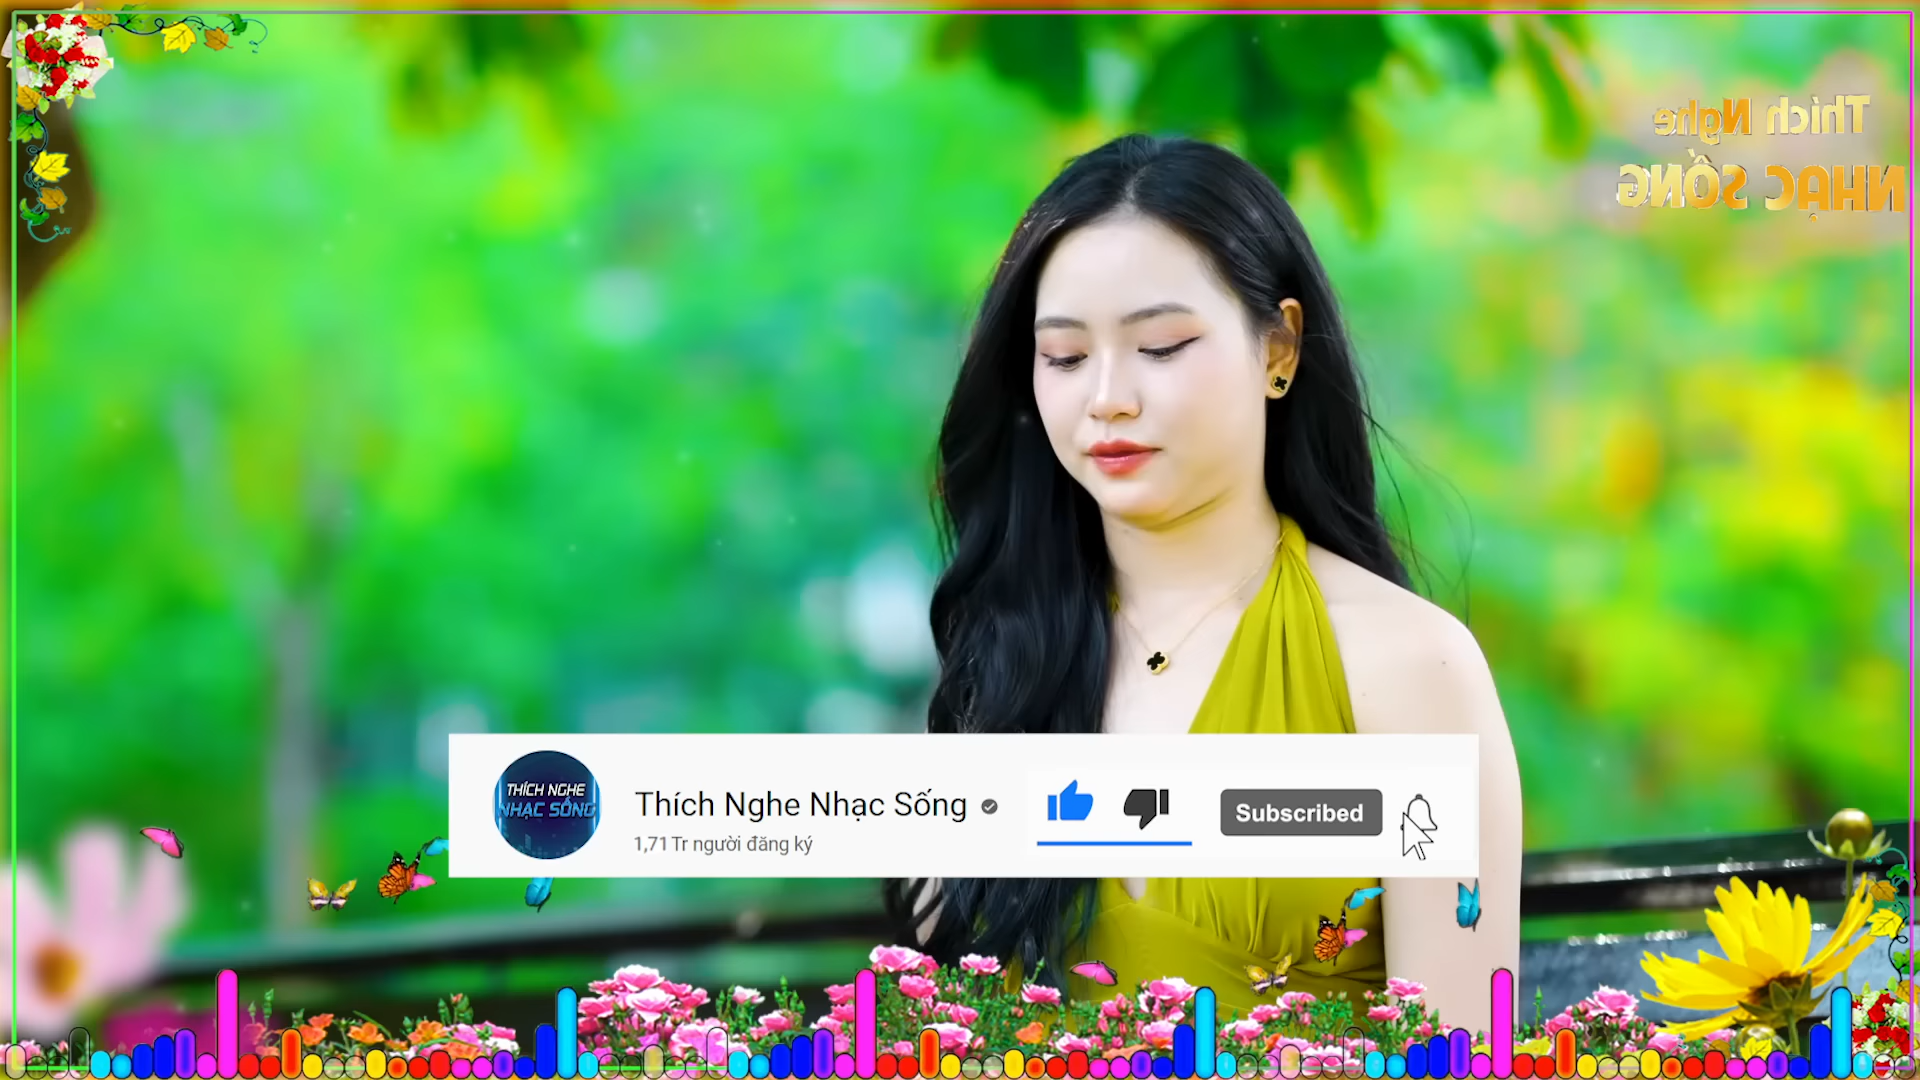 Thích Nghe
NHẠC SỐNG
THÍCH NGHE
NHẠC SỐNG
Thích Nghe Nhạc Sống
1,71 Tr người đăng ký
Subscribed